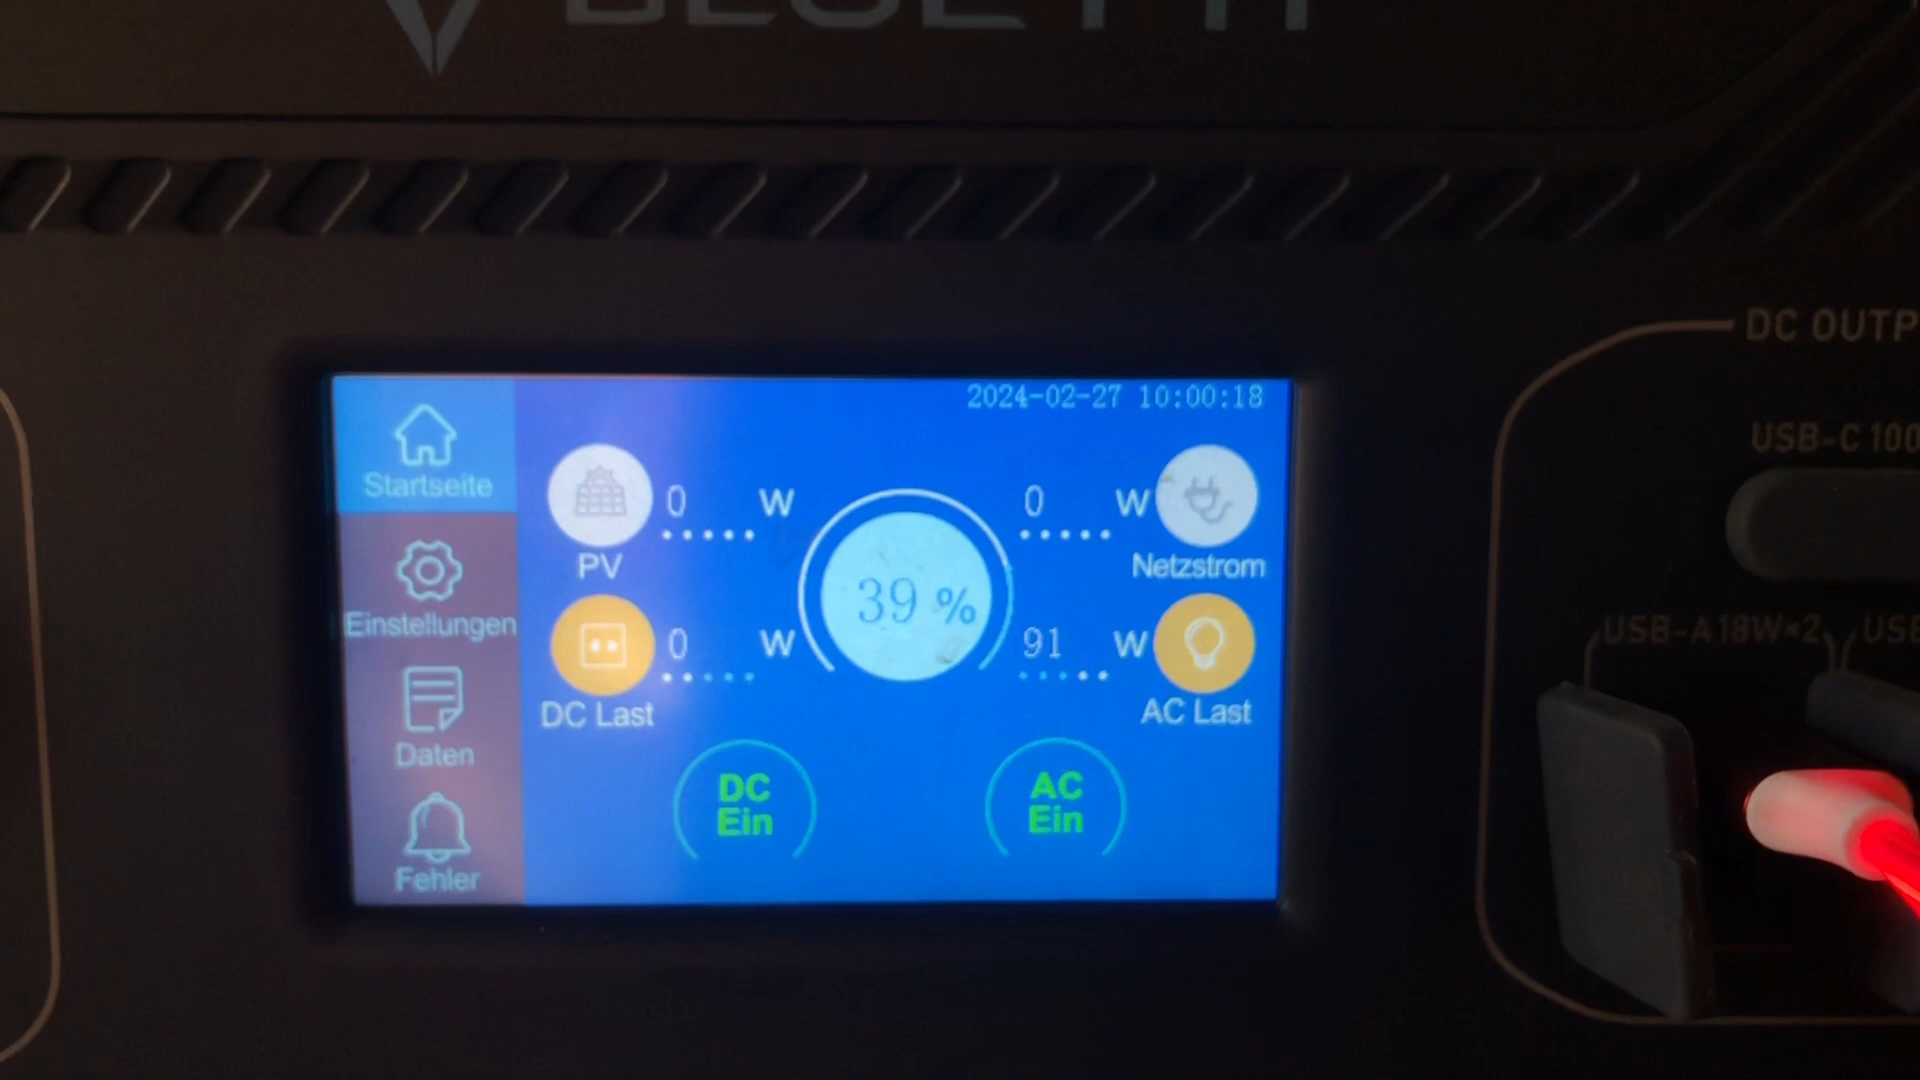 BLUETTI
2024-02-27 10:00:18
Startseite
Einstellungen
Daten
Fehler
0 W
PV
0 W
Netzstrom
39 %
0 W
DC Last
91 W
AC Last
DC
Ein
AC
Ein
DC OUTP
USB-C 100
USB-A 18W×2
USB